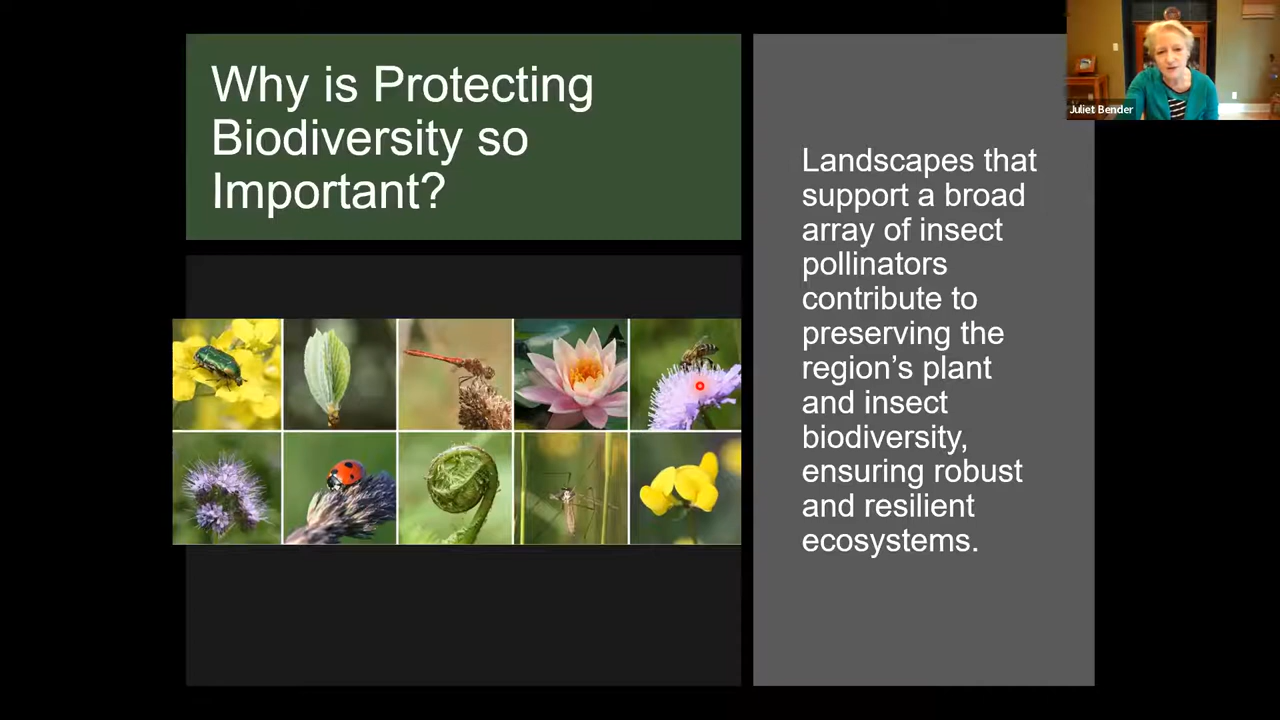 Why is Protecting
Biodiversity so
Important?
Juliet Bender
Landscapes that
support a broad
array of insect
pollinators
contribute to
preserving the
region’s plant
and insect
biodiversity,
ensuring robust
and resilient
ecosystems.